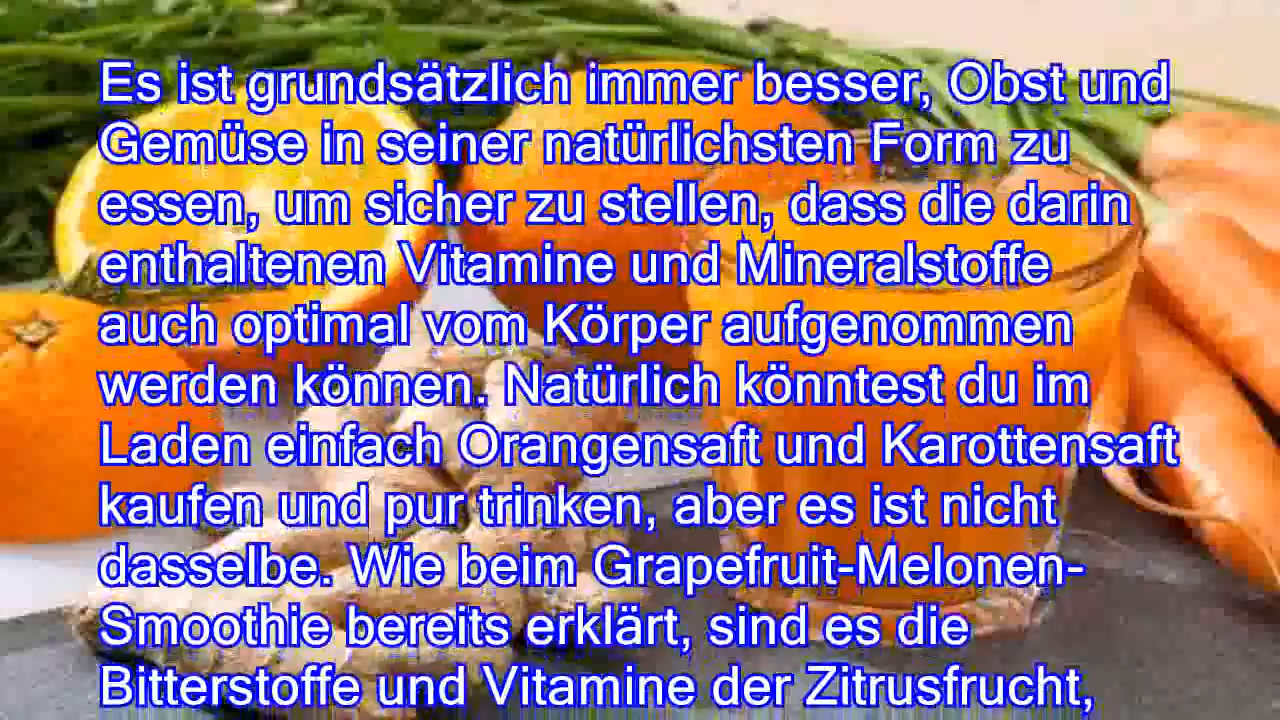 Es ist grundsätzlich immer besser, Obst und
Gemüse in seiner natürlichsten Form zu
essen, um sicher zu stellen, dass die darin
enthaltenen Vitamine und Mineralstoffe
auch optimal vom Körper aufgenommen
werden können. Natürlich könntest du im
Laden einfach Orangensaft und Karottensaft
kaufen und pur trinken, aber es ist nicht
dasselbe. Wie beim Grapefruit-Melonen-
Smoothie bereits erklärt, sind es die
Bitterstoffe und Vitamine der Zitrusfrucht,